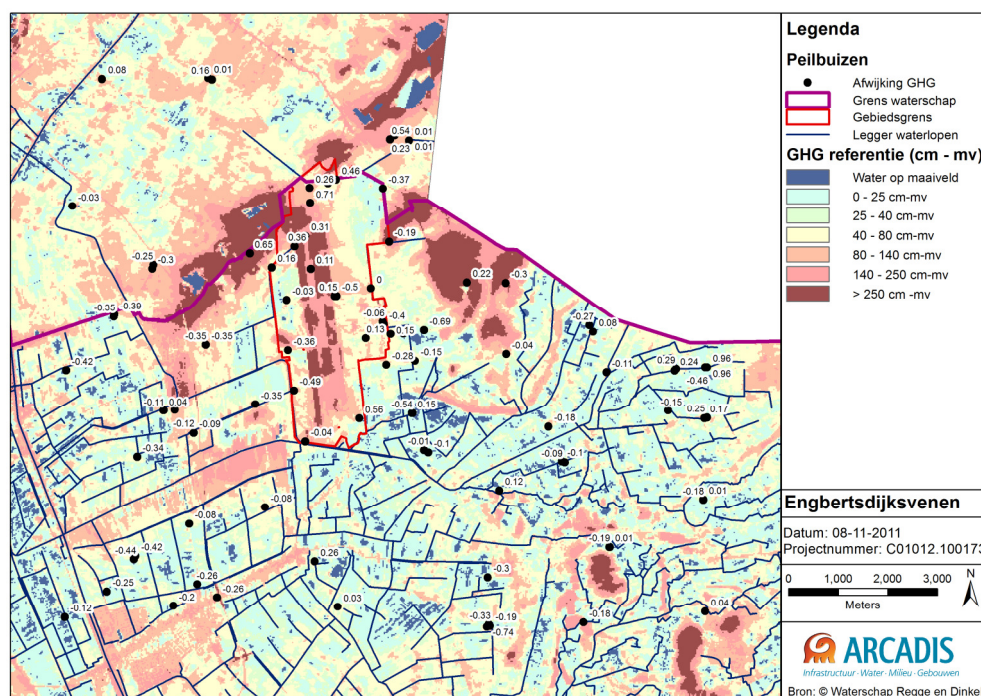 0.08
0.16 0.01
0.54 0.01
0.23 0.01
0.46
0.26
-0.37
0.71
-0.03
0.31
-0.19
0.36
0.65
-0.25 -0.3
0.16
0.11
0.22 -0.3
0
-0.03
0.15 -0.5
-0.35 0.39
-0.06 -0.4
-0.27
0.08
-0.69
0.13 0.15
-0.35 -0.35
-0.36
-0.04
-0.28 -0.15
-0.42
-0.11
0.29 0.24 0.96
0.96
-0.46
-0.49
-0.35
-0.11 0.04
-0.54 0.15
-0.15
0.25 0.17
0.56
-0.18
-0.12 -0.09
-0.04
-0.01 -0.1
-0.34
-0.09 -0.1
0.12
-0.18 0.01
-0.08
-0.08
-0.19 0.01
-0.44 -0.42
0.26
-0.3
-0.26
-0.25
-0.26
-0.2
0.03
0.04
-0.12
-0.33 -0.19
-0.74
-0.18
Legenda
Peilbuizen
Afwijking GHG
Grens waterschap
Gebiedsgrens
Legger waterlopen
GHG referentie (cm - mv)
Water op maaiveld
0 - 25 cm-mv
25 - 40 cm-mv
40 - 80 cm-mv
80 - 140 cm-mv
140 - 250 cm-mv
> 250 cm -mv
Engbertsdijksvenen
Datum: 08-11-2011
Projectnummer: C01012.100173
0 1,000 2,000 3,000
Meters
N
ARCADIS
Infrastructuur · Water · Milieu · Gebouwen
Bron: © Waterschap Regge en Dinke